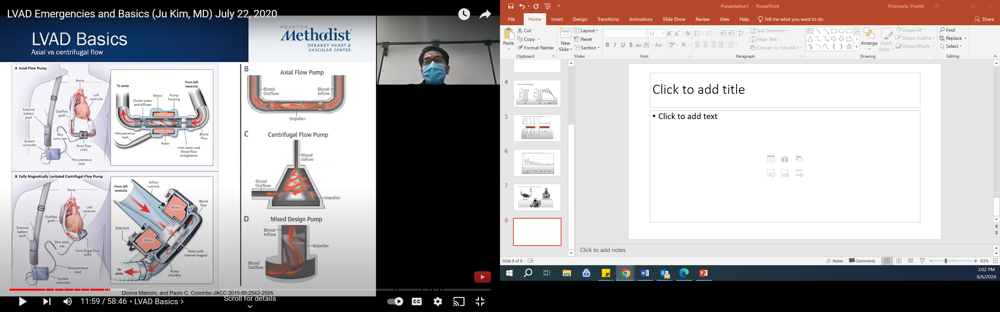 LVAD Emergencies and Basics (Ju Kim, MD) July 22, 2020
LVAD Basics
Axial vs centrifugal flow
HOUSTON
Methodist
DEBAKEY HEART &
VASCULAR CENTER
A Axial-Flow Pump
Aorta
Left
ventricle
Outflow
graft
External
battery
pack
Skin
entry site
System
controller
Axial-flow
LVAS
Percutaneous
lead
To aorta
From left
ventricle
Motor
Pump
housing
Outlet stator
and diffuser
Percutaneous
lead
Rotor
Blood
flow
Inlet stator and
blood-flow
straightener
B Fully Magnetically Levitated Centrifugal-Flow Pump
Aorta
Left
ventricle
Outflow
graft
External
battery
pack
Skin entry
site
Centrifugal-flow
LVAS
Percutaneous
lead
System
controller
From left
ventricle
Inflow
cannula
Motor
Blood
flow
Slide lock
Motor
Rotor with
internal magnet
Pump
chamber
To
aorta
B
Axial Flow Pump
Blood
Outflow
Blood
Inflow
Impeller
C
Centrifugal Flow Pump
Blood
Inflow
Blood
Outflow
Impeller
D
Mixed Design Pump
Blood
Inflow
Impeller
Blood
Outflow
Donna Mancini, and Paolo C. Colombo JACC 2015;65:2542-2555
11:59 / 58:46 • LVAD Basics >
Scroll for details
CC
Presentation1 - PowerPoint
Pirlamarla, Preethi
File Home Insert Design Transitions Animations Slide Show Review View Help Tell me what you want to do
Share
Paste
Cut
Copy
Format Painter
Clipboard
New
Slide
Layout
Reset
Section
Slides
12
B I U S abc AV Aa A
Font
Text Direction
Align Text
Convert to SmartArt
Paragraph
Arrange
Quick
Styles
Shape Fill
Shape Outline
Shape Effects
Drawing
Find
Replace
Select
Editing
4
Normal Physiology
5
6
7
8
Click to add title
• Click to add text
Click to add notes
Slide 8 of 8
Notes
Comments
63%
3:02 PM
8/6/2024